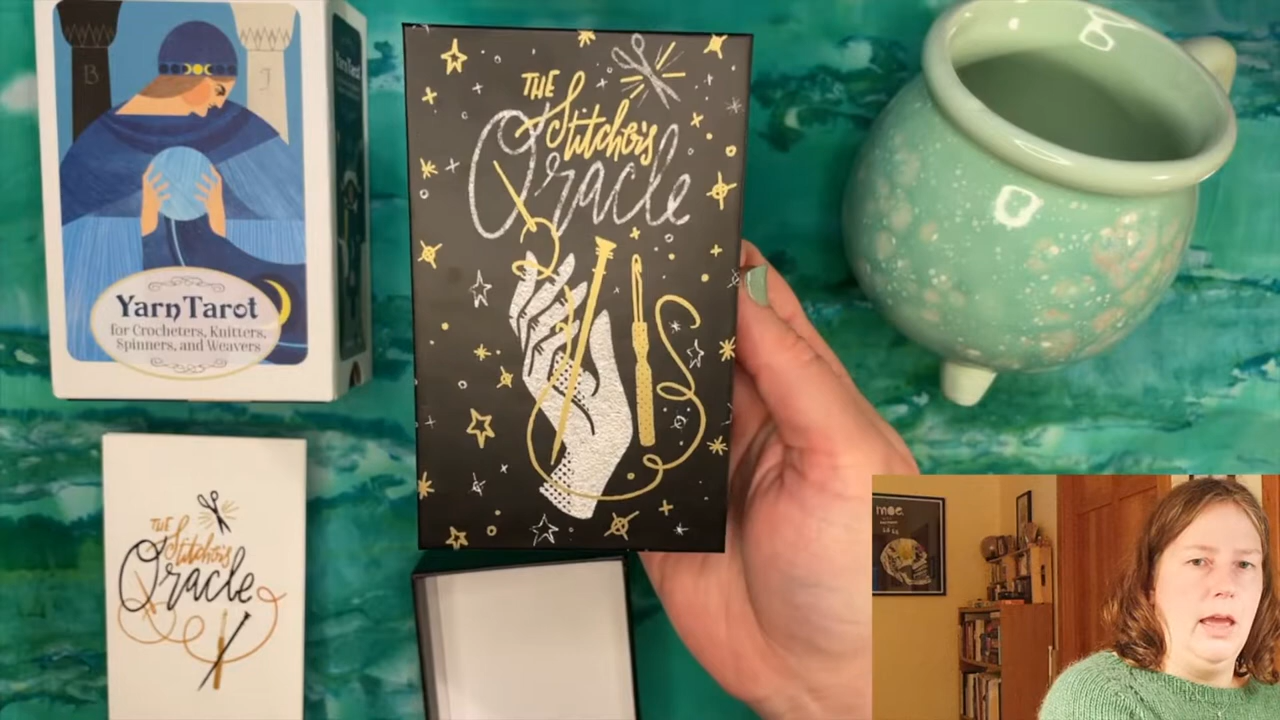 B
J
Yarn Tarot
for Crocheters, Knitters,
Spinners, and Weavers
THE
Stitcher's
Oracle
THE
Stitcher's
Oracle
moe.